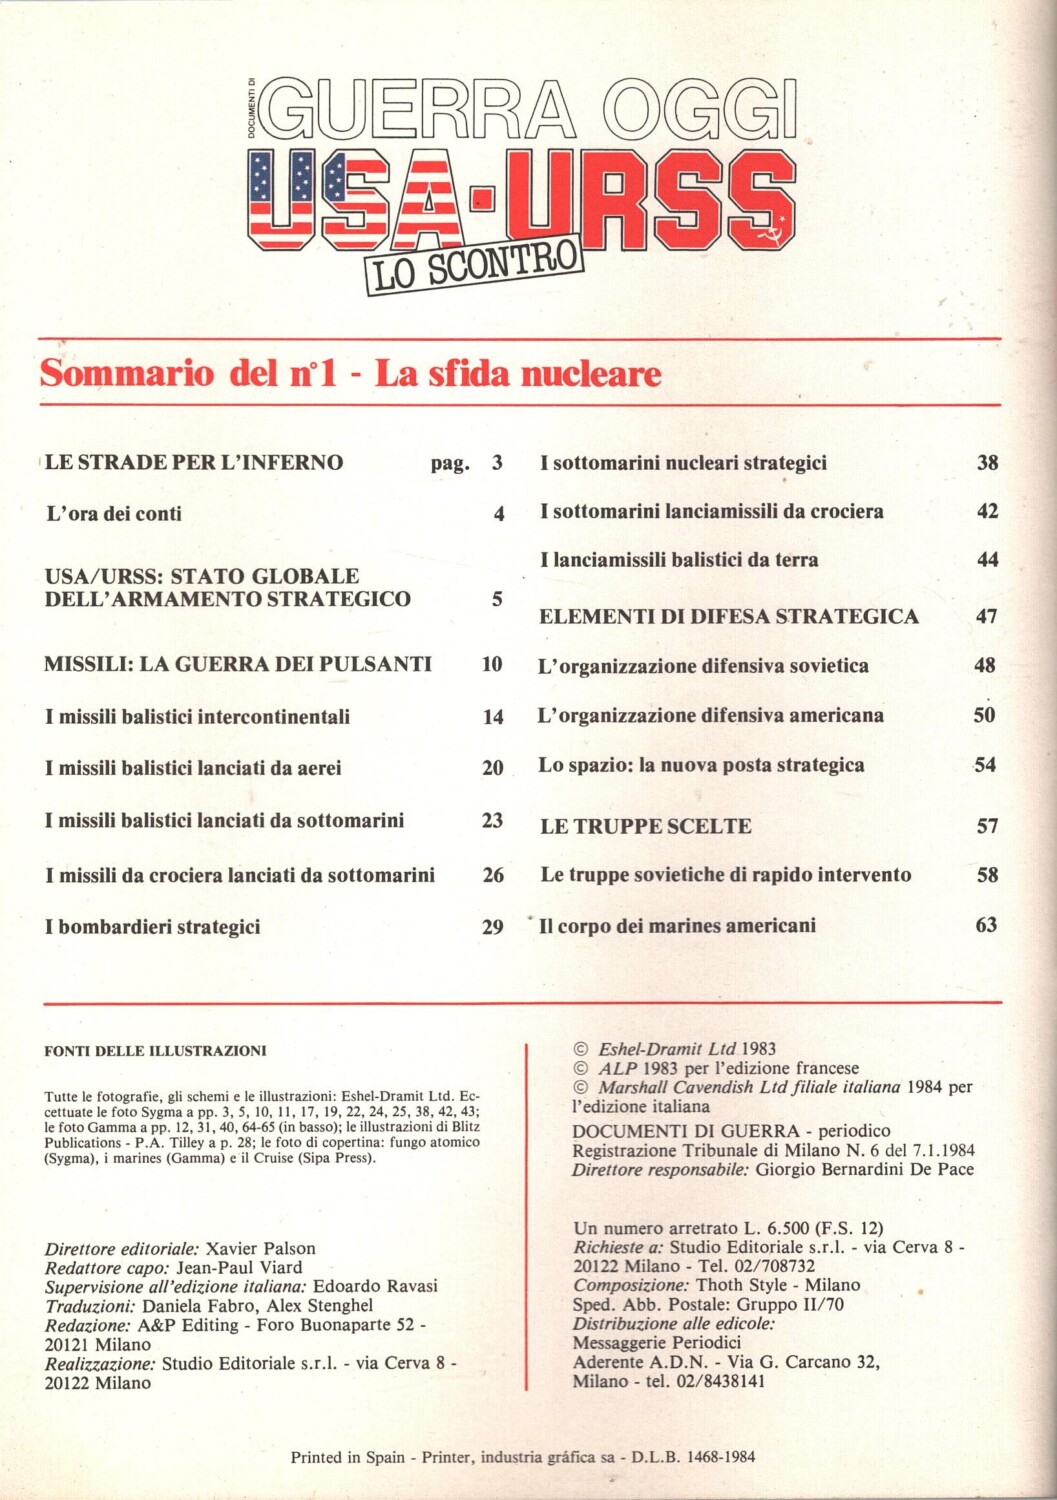 DOCUMENTI DI
GUERRA OGGI
USA-URSS
LO SCONTRO
Sommario del n°1 - La sfida nucleare
LE STRADE PER L'INFERNO pag. 3
L'ora dei conti 4
USA/URSS: STATO GLOBALE
DELL'ARMAMENTO STRATEGICO 5
MISSILI: LA GUERRA DEI PULSANTI 10
I missili balistici intercontinentali 14
I missili balistici lanciati da aerei 20
I missili balistici lanciati da sottomarini 23
I missili da crociera lanciati da sottomarini 26
I bombardieri strategici 29
I sottomarini nucleari strategici 38
I sottomarini lanciamissili da crociera 42
I lanciamissili balistici da terra 44
ELEMENTI DI DIFESA STRATEGICA 47
L'organizzazione difensiva sovietica 48
L'organizzazione difensiva americana 50
Lo spazio: la nuova posta strategica 54
LE TRUPPE SCELTE 57
Le truppe sovietiche di rapido intervento 58
Il corpo dei marines americani 63
FONTI DELLE ILLUSTRAZIONI
Tutte le fotografie, gli schemi e le illustrazioni: Eshel-Dramit Ltd. Ec-
cettuate le foto Sygma a pp. 3, 5, 10, 11, 17, 19, 22, 24, 25, 38, 42, 43;
le foto Gamma a pp. 12, 31, 40, 64-65 (in basso); le illustrazioni di Blitz
Publications - P.A. Tilley a p. 28; le foto di copertina: fungo atomico
(Sygma), i marines (Gamma) e il Cruise (Sipa Press).
Direttore editoriale: Xavier Palson
Redattore capo: Jean-Paul Viard
Supervisione all'edizione italiana: Edoardo Ravasi
Traduzioni: Daniela Fabro, Alex Stenghel
Redazione: A&P Editing - Foro Buonaparte 52 -
20121 Milano
Realizzazione: Studio Editoriale s.r.l. - via Cerva 8 -
20122 Milano
© Eshel-Dramit Ltd 1983
© ALP 1983 per l'edizione francese
© Marshall Cavendish Ltd filiale italiana 1984 per
l'edizione italiana
DOCUMENTI DI GUERRA - periodico
Registrazione Tribunale di Milano N. 6 del 7.1.1984
Direttore responsabile: Giorgio Bernardini De Pace
Un numero arretrato L. 6.500 (F.S. 12)
Richieste a: Studio Editoriale s.r.l. - via Cerva 8 -
20122 Milano - Tel. 02/708732
Composizione: Thoth Style - Milano
Sped. Abb. Postale: Gruppo II/70
Distribuzione alle edicole:
Messaggerie Periodici
Aderente A.D.N. - Via G. Carcano 32,
Milano - tel. 02/8438141
Printed in Spain - Printer, industria gráfica sa - D.L.B. 1468-1984